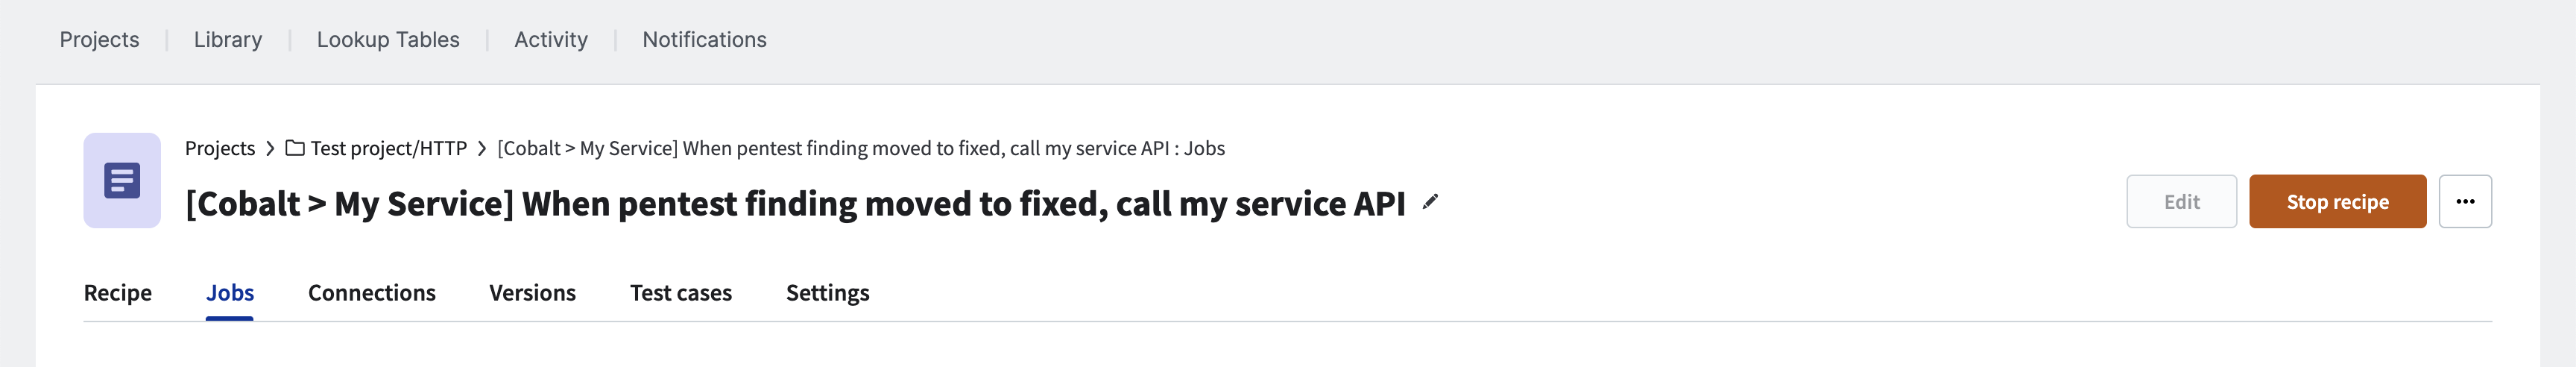 Projects Library Lookup Tables Activity Notifications
Projects > Test project/HTTP > [Cobalt > My Service] When pentest finding moved to fixed, call my service API : Jobs
[Cobalt > My Service] When pentest finding moved to fixed, call my service API
Edit Stop recipe ...
Recipe Jobs Connections Versions Test cases Settings